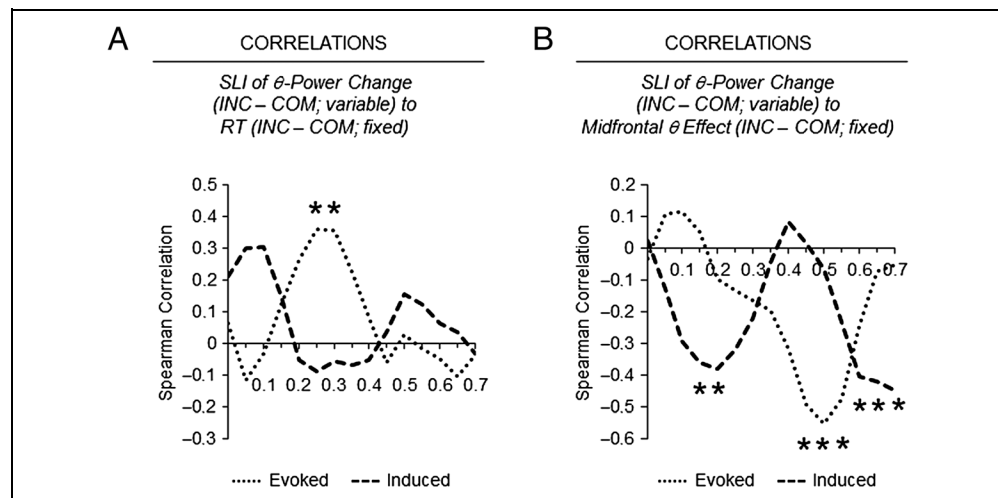 A
CORRELATIONS
SLI of θ-Power Change
(INC – COM; variable) to
RT (INC – COM; fixed)
Spearman Correlation
0.5
0.4
0.3
0.2
0.1
0
–0.1
–0.2
–0.3
**
0.1 0.2 0.3 0.4 0.5 0.6 0.7
Evoked Induced
B
CORRELATIONS
SLI of θ-Power Change
(INC – COM; variable) to
Midfrontal θ Effect (INC – COM; fixed)
Spearman Correlation
0.2
0.1
0
–0.1
–0.2
–0.3
–0.4
–0.5
–0.6
0.1 0.2 0.3 0.4 0.5 0.6 0.7
**
***
***
Evoked Induced